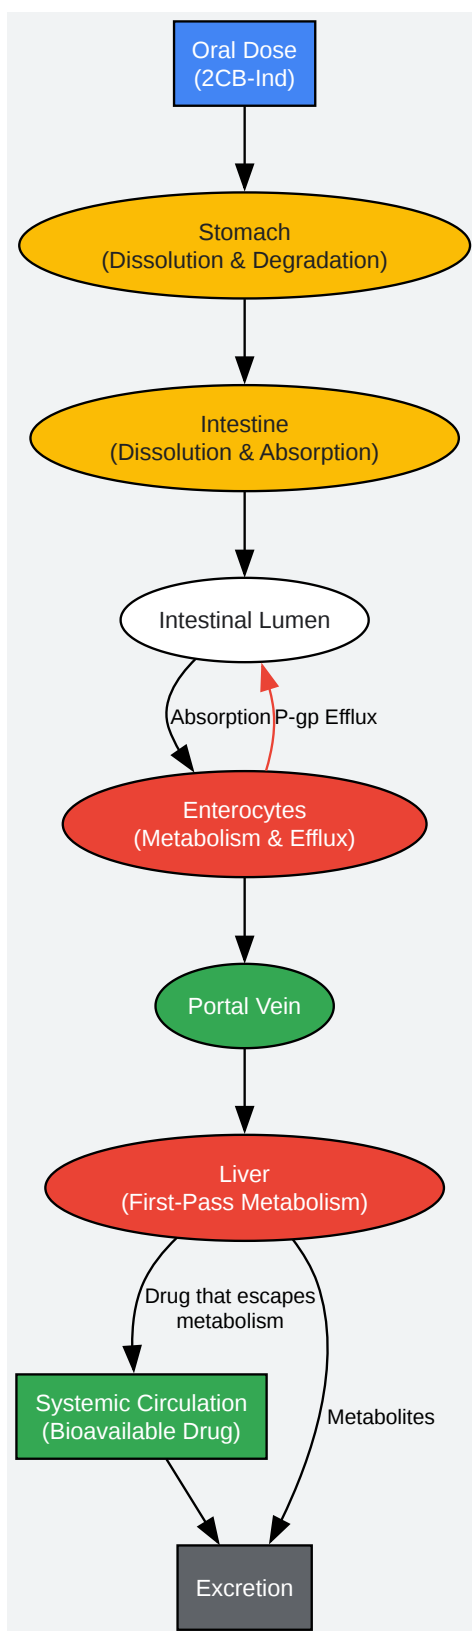 Oral Dose
(2CB-Ind)
Stomach
(Dissolution & Degradation)
Intestine
(Dissolution & Absorption)
Intestinal Lumen
Absorption
P-gp Efflux
Enterocytes
(Metabolism & Efflux)
Portal Vein
Liver
(First-Pass Metabolism)
Drug that escapes
metabolism
Systemic Circulation
(Bioavailable Drug)
Metabolites
Excretion